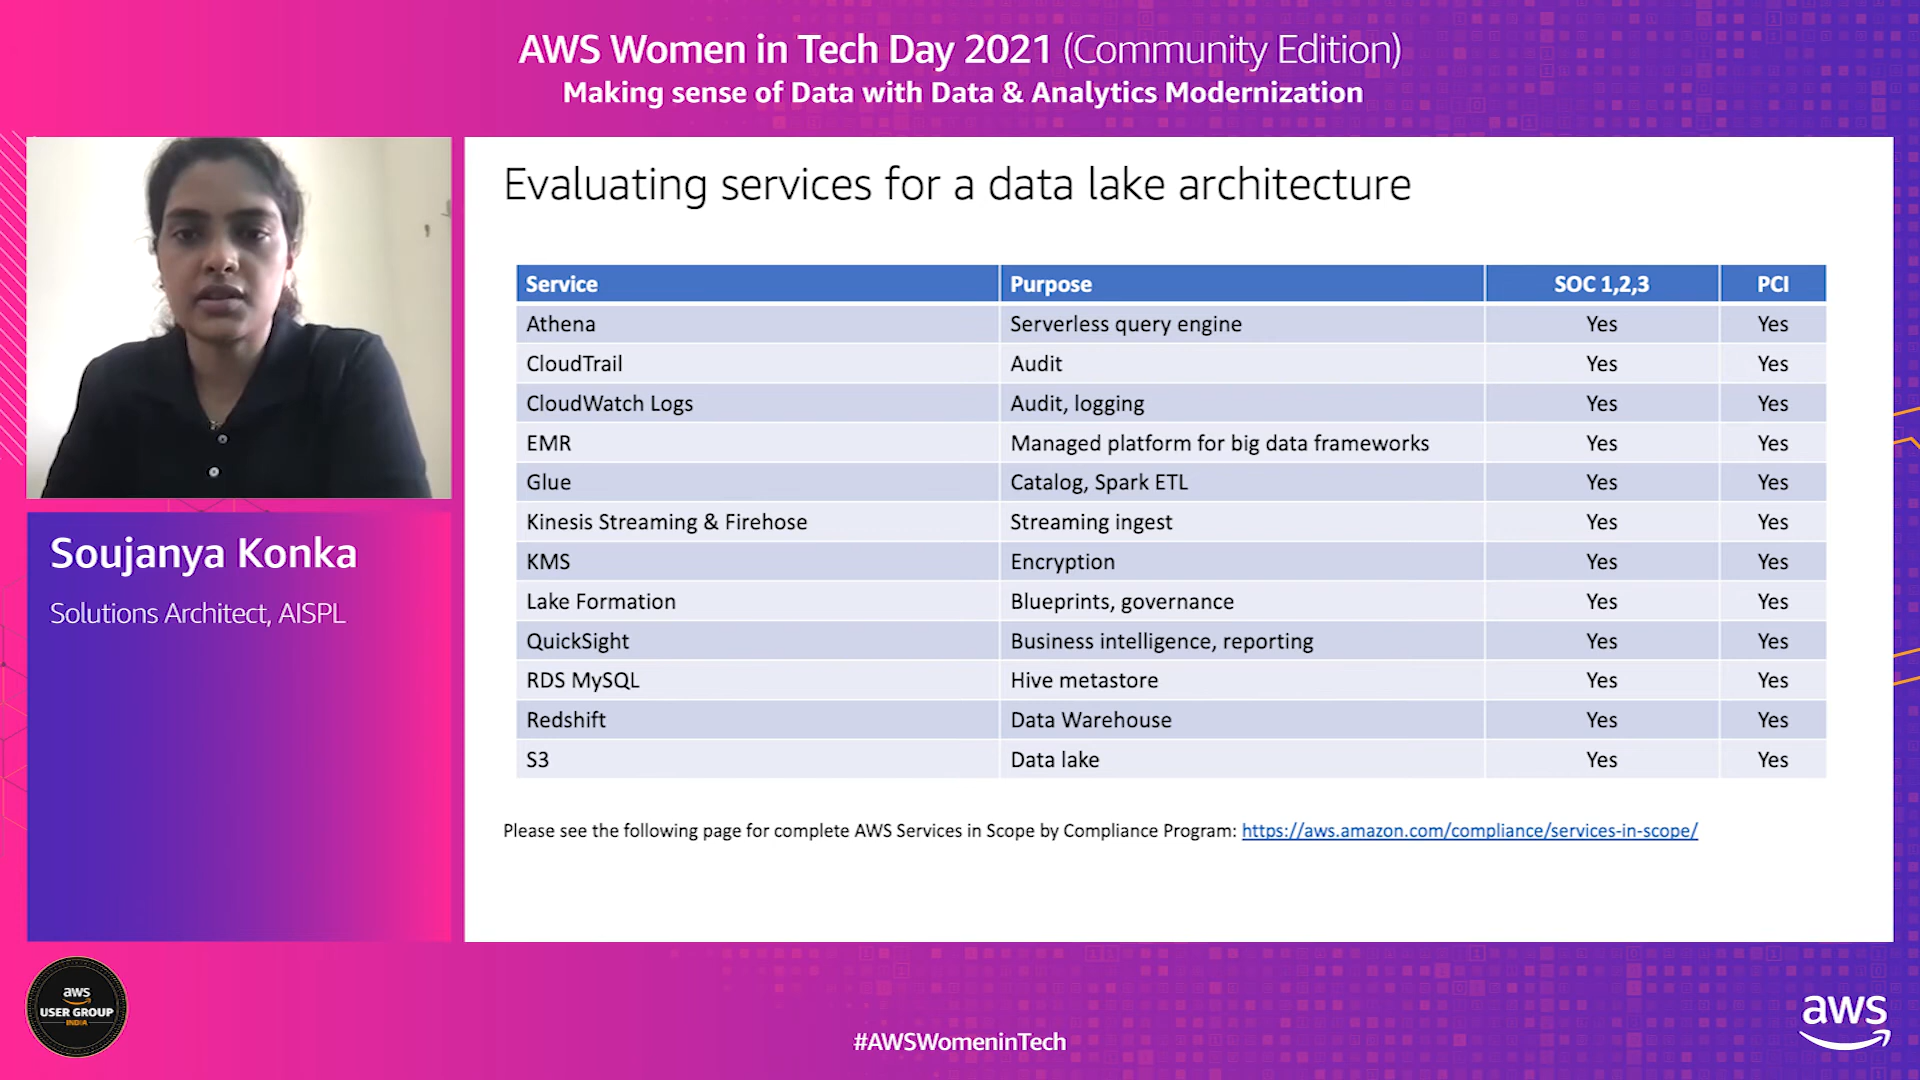 AWS Women in Tech Day 2021 (Community Edition)
Making sense of Data with Data & Analytics Modernization
Evaluating services for a data lake architecture
Service Purpose SOC 1,2,3 PCI
Athena Serverless query engine Yes Yes
CloudTrail Audit Yes Yes
CloudWatch Logs Audit, logging Yes Yes
EMR Managed platform for big data frameworks Yes Yes
Glue Catalog, Spark ETL Yes Yes
Kinesis Streaming & Firehose Streaming ingest Yes Yes
KMS Encryption Yes Yes
Lake Formation Blueprints, governance Yes Yes
QuickSight Business intelligence, reporting Yes Yes
RDS MySQL Hive metastore Yes Yes
Redshift Data Warehouse Yes Yes
S3 Data lake Yes Yes
Please see the following page for complete AWS Services in Scope by Compliance Program: https://aws.amazon.com/compliance/services-in-scope/
Soujanya Konka
Solutions Architect, AISPL
aws
USER GROUP
INDIA
#AWSWomeninTech
aws